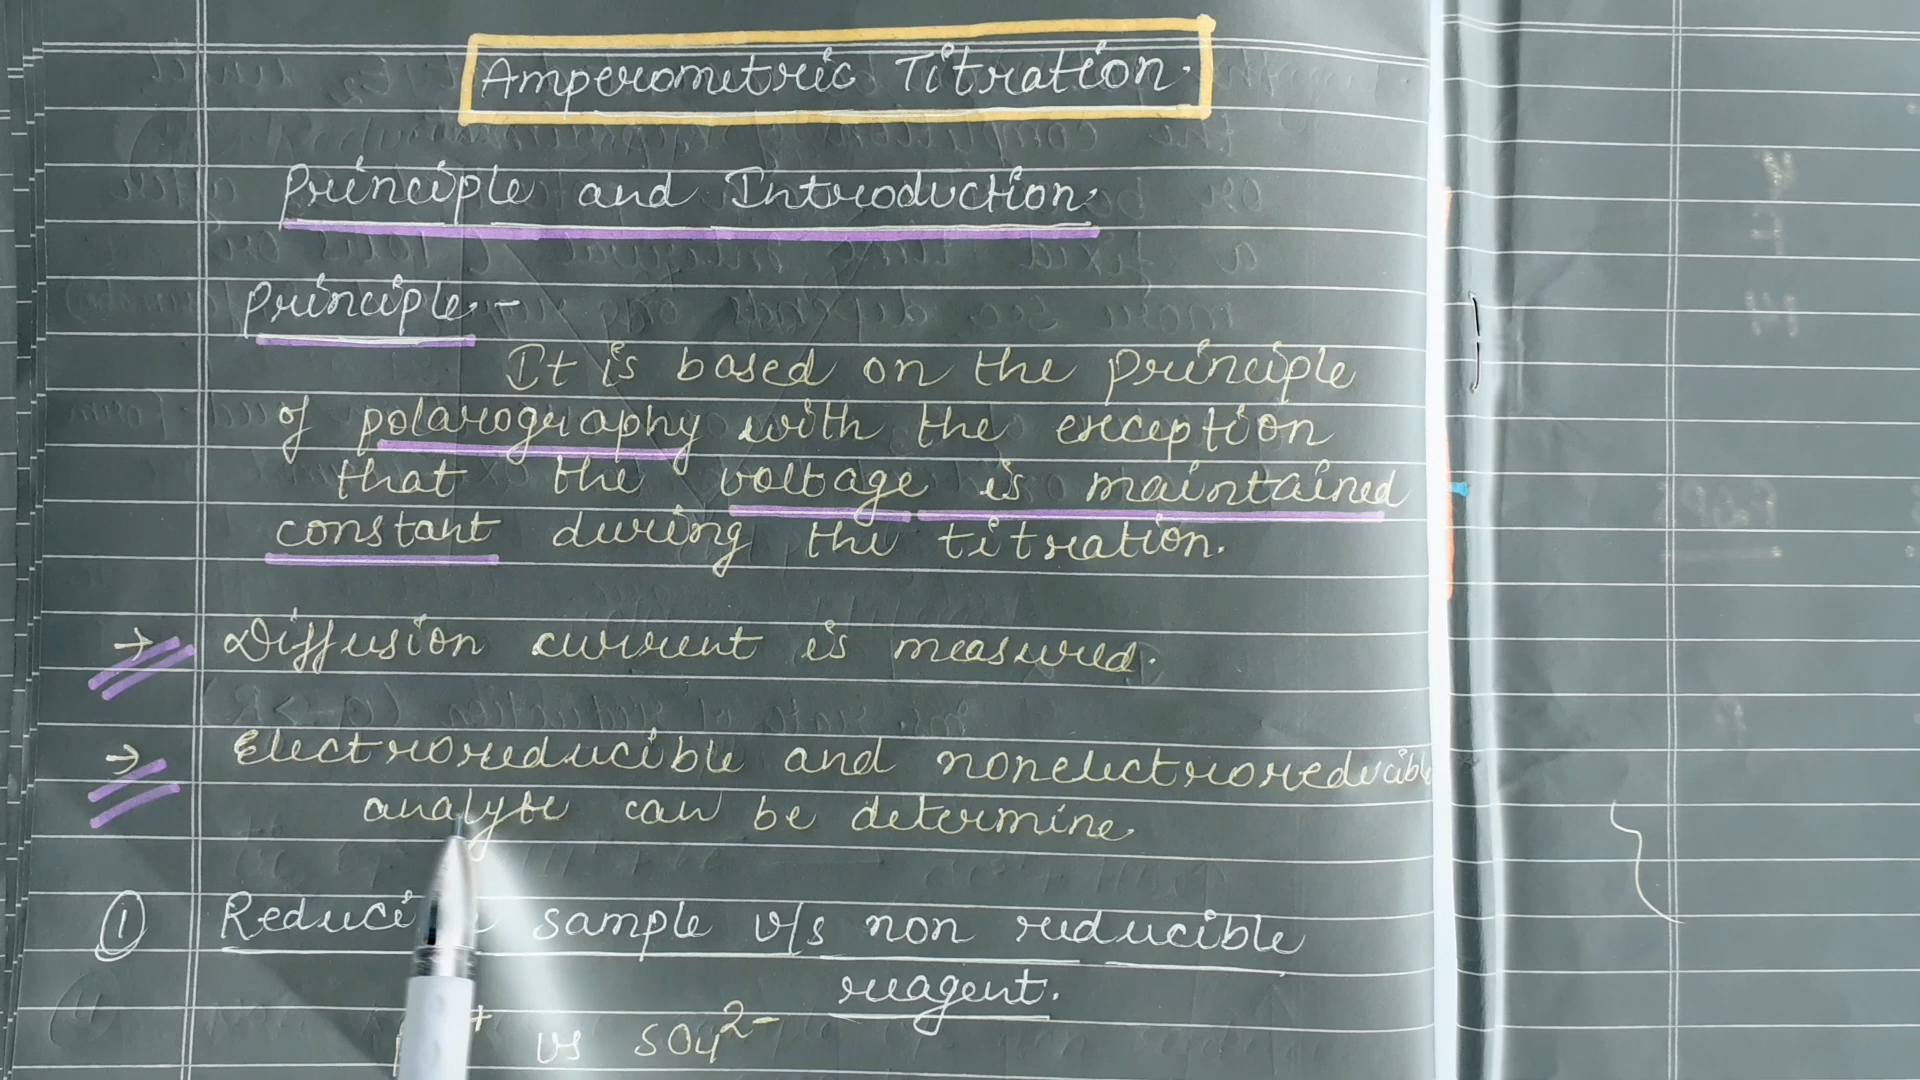 Amperometric Titration.
Principle and Introduction.
Principle:-
It is based on the principle
of polarography with the exception
that the voltage is maintained
constant during the titration.
→ Diffusion current is measured.
→ Electroreducible and nonelectroreducible
analyte can be determine.
① sample v/s non reducible
reagent.
vs SO4²⁻